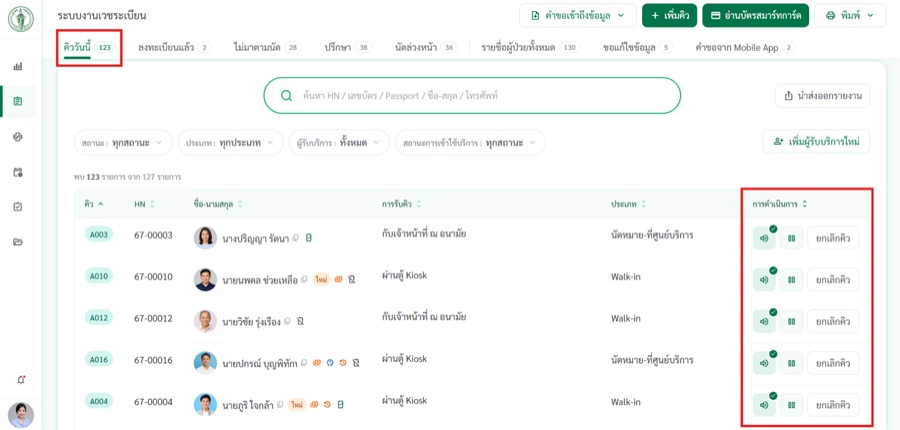 ระบบงานเวชระเบียน คำขอเข้าถึงข้อมูล + เพิ่มคิว อ่านบัตรสมาร์ทการ์ด พิมพ์
คิววันนี้ 123 ลงทะเบียนแล้ว 2 ไม่มาตามนัด 28 ปรึกษา 38 นัดล่วงหน้า 36 รายชื่อผู้ป่วยทั้งหมด 130 ขอแก้ไขข้อมูล 5 คำขอจาก Mobile App 2
ค้นหา HN / เลขบัตร / Passport / ชื่อ-สกุล / โทรศัพท์ นำส่งออกรายงาน
สถานะ : ทุกสถานะ ประเภท : ทุกประเภท ผู้รับบริการ : ทั้งหมด สถานะการเข้าใช้บริการ : ทุกสถานะ เพิ่มผู้รับบริการใหม่
พบ 123 รายการ จาก 127 รายการ
คิว HN ชื่อ-นามสกุล การรับคิว ประเภท การดำเนินการ
A003 67-00003 นางปริญญา รัตนา กับเจ้าหน้าที่ ณ อนามัย นัดหมาย-ที่ศูนย์บริการ ยกเลิกคิว
A010 67-00010 นายนพดล ช่วยเหลือ ใหม่ ผ่านตู้ Kiosk Walk-in ยกเลิกคิว
A012 67-00012 นายวิชัย รุ่งเรือง กับเจ้าหน้าที่ ณ อนามัย Walk-in ยกเลิกคิว
A016 67-00016 นายปกรณ์ บุญพิทักษ์ ผ่านตู้ Kiosk นัดหมาย-ที่ศูนย์บริการ ยกเลิกคิว
A004 67-00004 นายภูริ ใจกล้า ใหม่ ผ่านตู้ Kiosk Walk-in ยกเลิกคิว